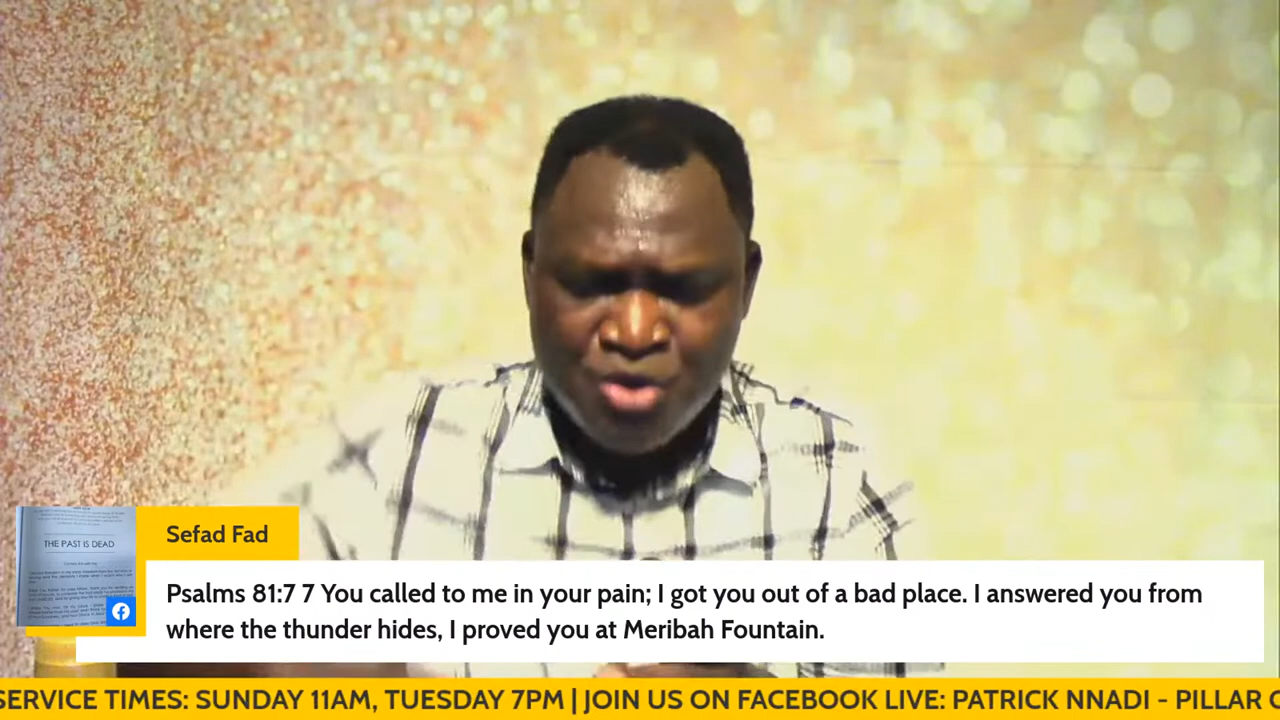 THE PAST IS DEAD
Sefad Fad
Psalms 81:7 7 You called to me in your pain; I got you out of a bad place. I answered you from
where the thunder hides, I proved you at Meribah Fountain.
SERVICE TIMES: SUNDAY 11AM, TUESDAY 7PM | JOIN US ON FACEBOOK LIVE: PATRICK NNADI - PILLAR